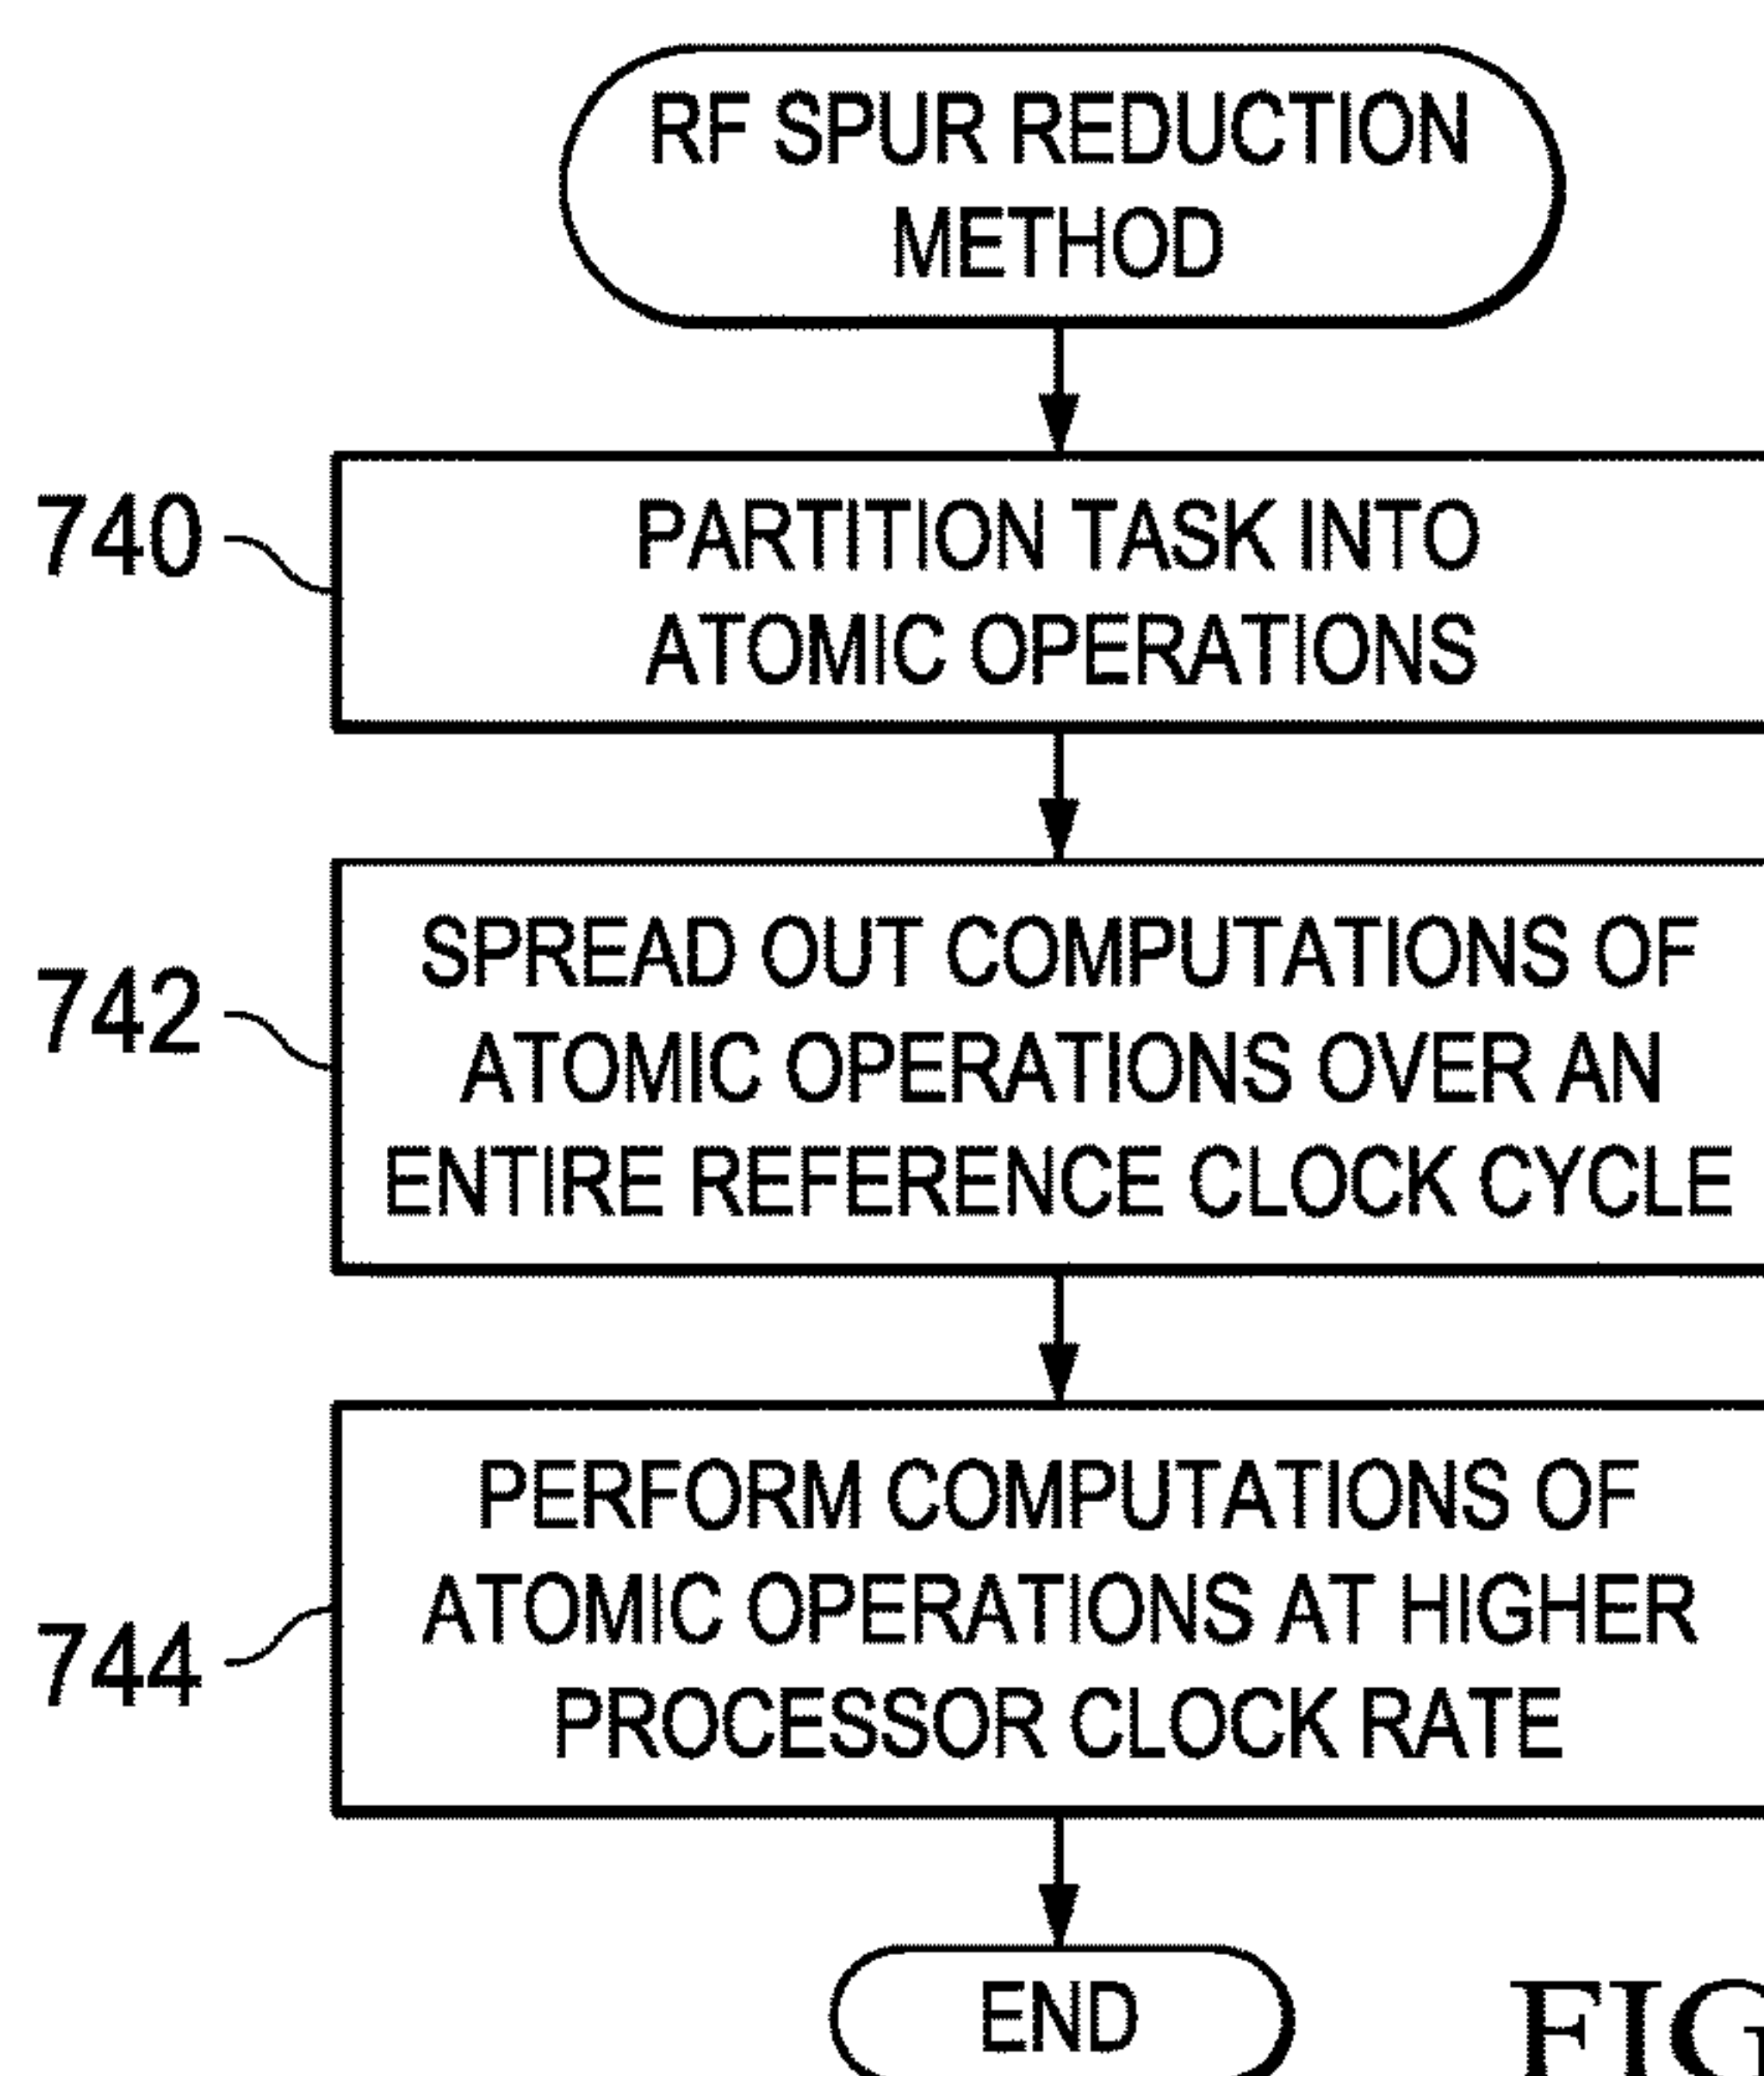 RF SPUR REDUCTION
METHOD
740
PARTITION TASK INTO
ATOMIC OPERATIONS
742
SPREAD OUT COMPUTATIONS OF
ATOMIC OPERATIONS OVER AN
ENTIRE REFERENCE CLOCK CYCLE
744
PERFORM COMPUTATIONS OF
ATOMIC OPERATIONS AT HIGHER
PROCESSOR CLOCK RATE
END
FIG